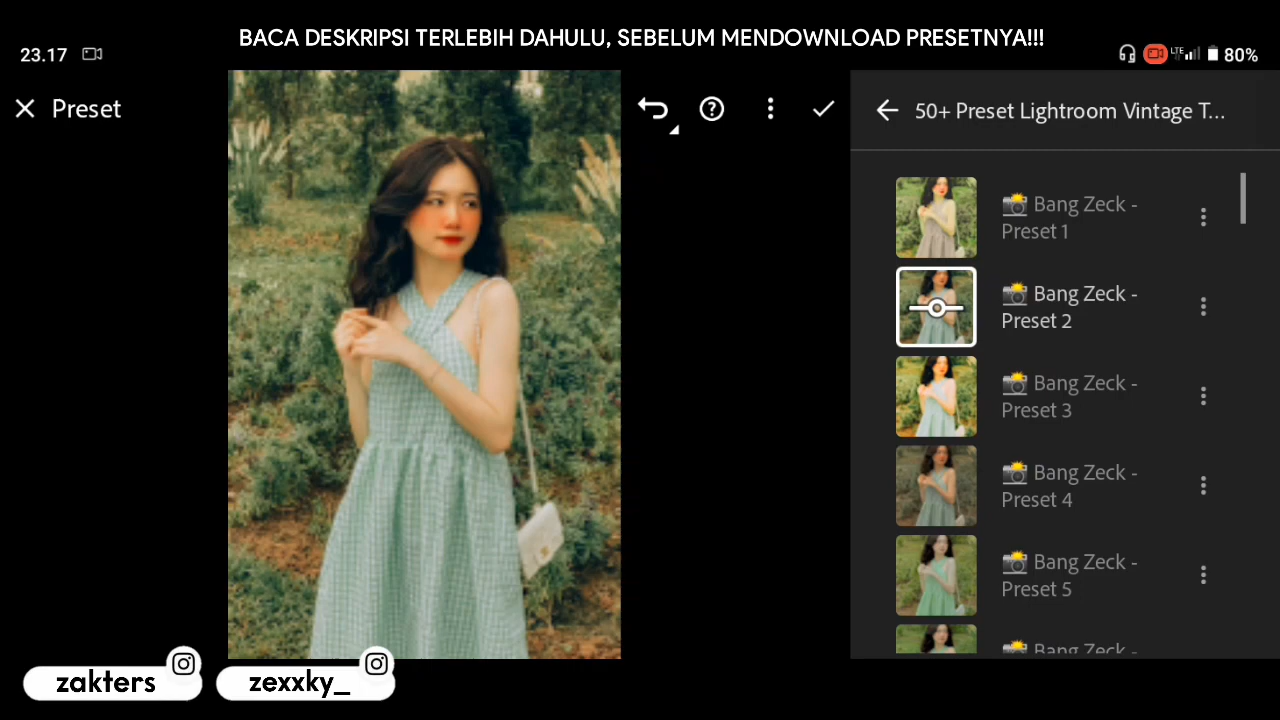 BACA DESKRIPSI TERLEBIH DAHULU, SEBELUM MENDOWNLOAD PRESETNYA!!!
23.17
LTE
80%
Preset
50+ Preset Lightroom Vintage T...
📸 Bang Zeck -
Preset 1
📸 Bang Zeck -
Preset 2
📸 Bang Zeck -
Preset 3
📸 Bang Zeck -
Preset 4
📸 Bang Zeck -
Preset 5
📸 Bang Zeck -
zakters
zexxky_